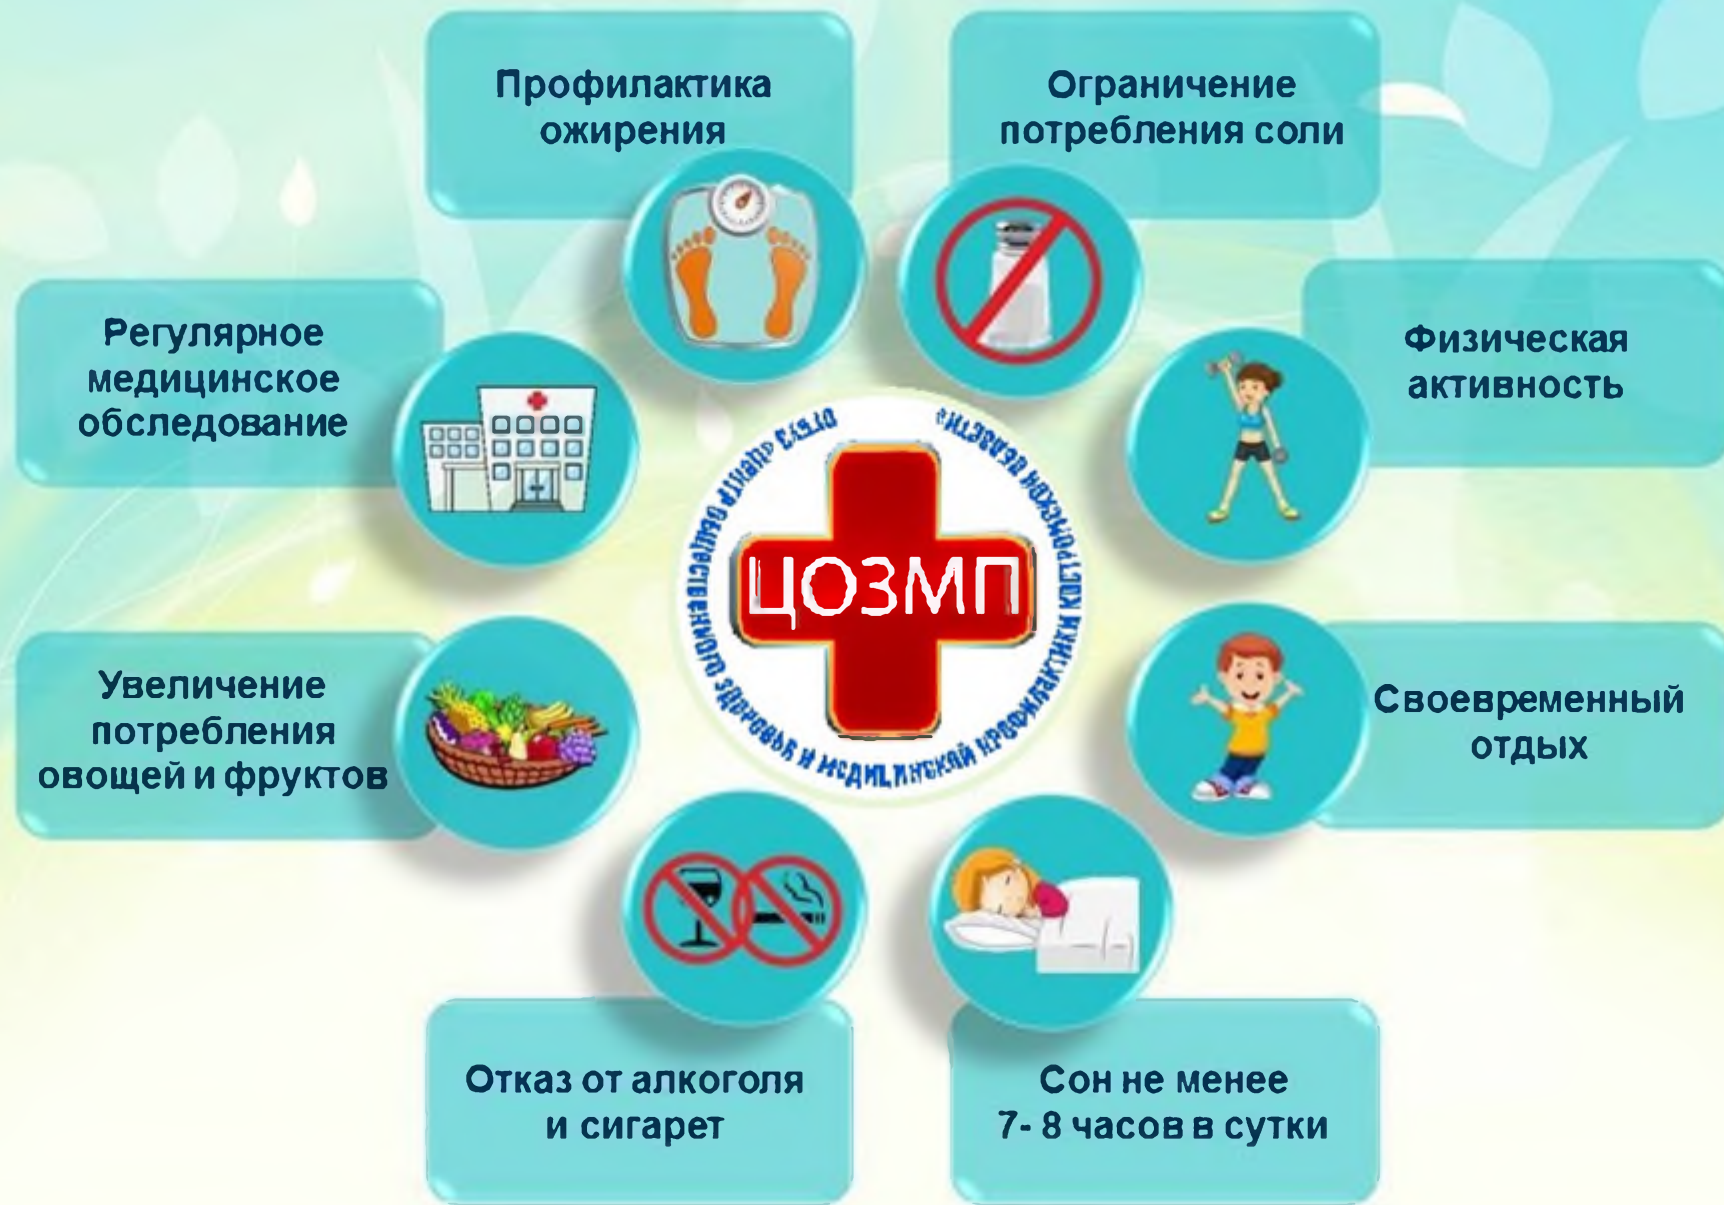 Профилактика
ожирения
Ограничение
потребления соли
Регулярное
медицинское
обследование
Физическая
активность
ЦОЗМП
Увеличение
потребления
овощей и фруктов
Своевременный
отдых
Отказ от алкоголя
и сигарет
Сон не менее
7- 8 часов в сутки